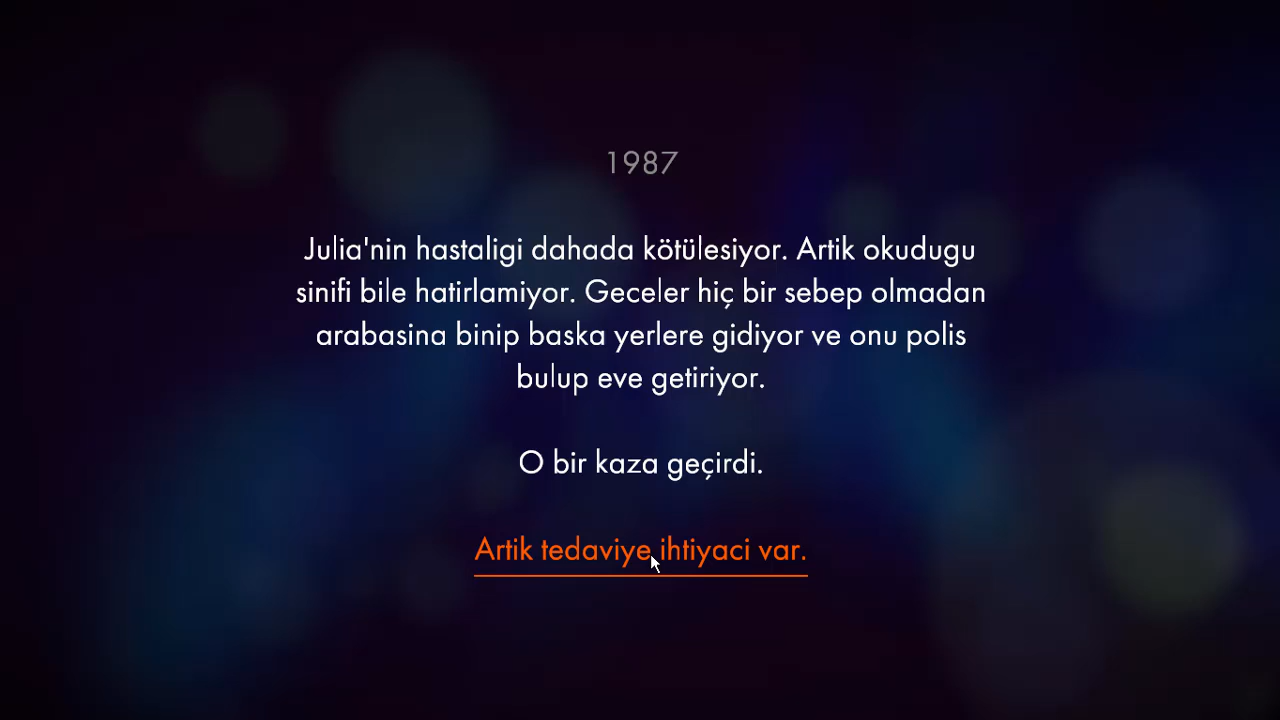 1987
Julia'nin hastaligi dahada kötülesiyor. Artik okudugu
sinifi bile hatirlamiyor. Geceler hiç bir sebep olmadan
arabasina binip baska yerlere gidiyor ve onu polis
bulup eve getiriyor.
O bir kaza geçirdi.
Artik tedaviye ihtiyaci var.